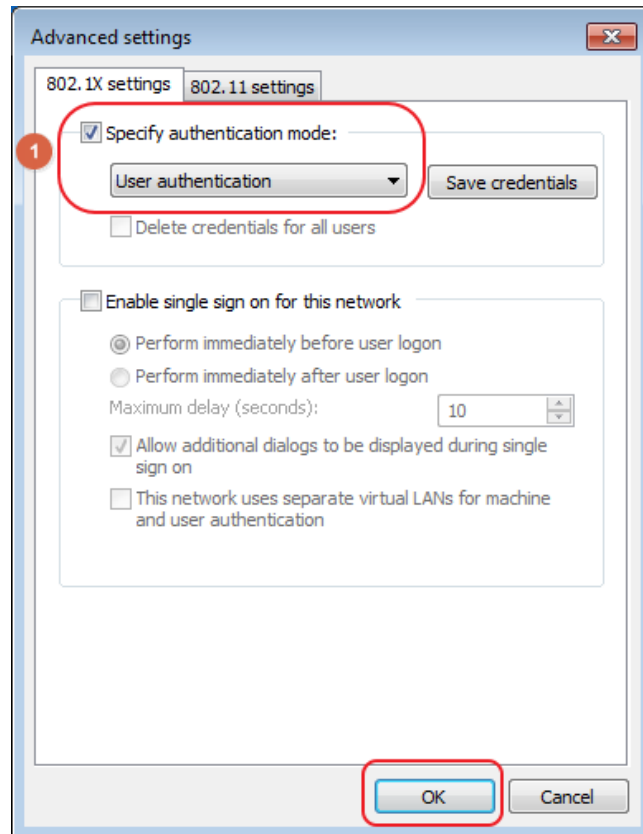 Advanced settings
802.1X settings
802.11 settings
1
Specify authentication mode:
User authentication
Save credentials
Delete credentials for all users
Enable single sign on for this network
Perform immediately before user logon
Perform immediately after user logon
Maximum delay (seconds):
10
Allow additional dialogs to be displayed during single
sign on
This network uses separate virtual LANs for machine
and user authentication
OK
Cancel